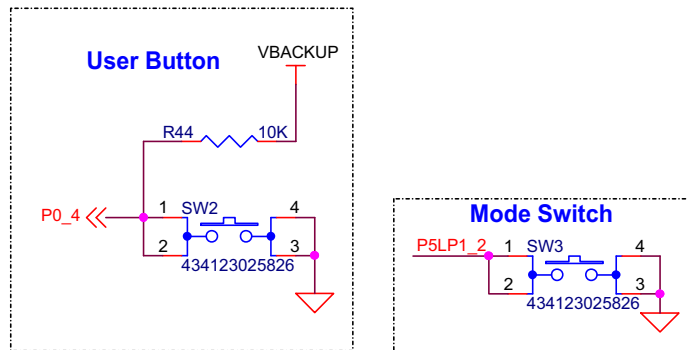 User Button
VBACKUP
R44 10K
P0_4
1 SW2 4
2 3
434123025826
Mode Switch
P5LP1_2
1 SW3 4
2 3
434123025826